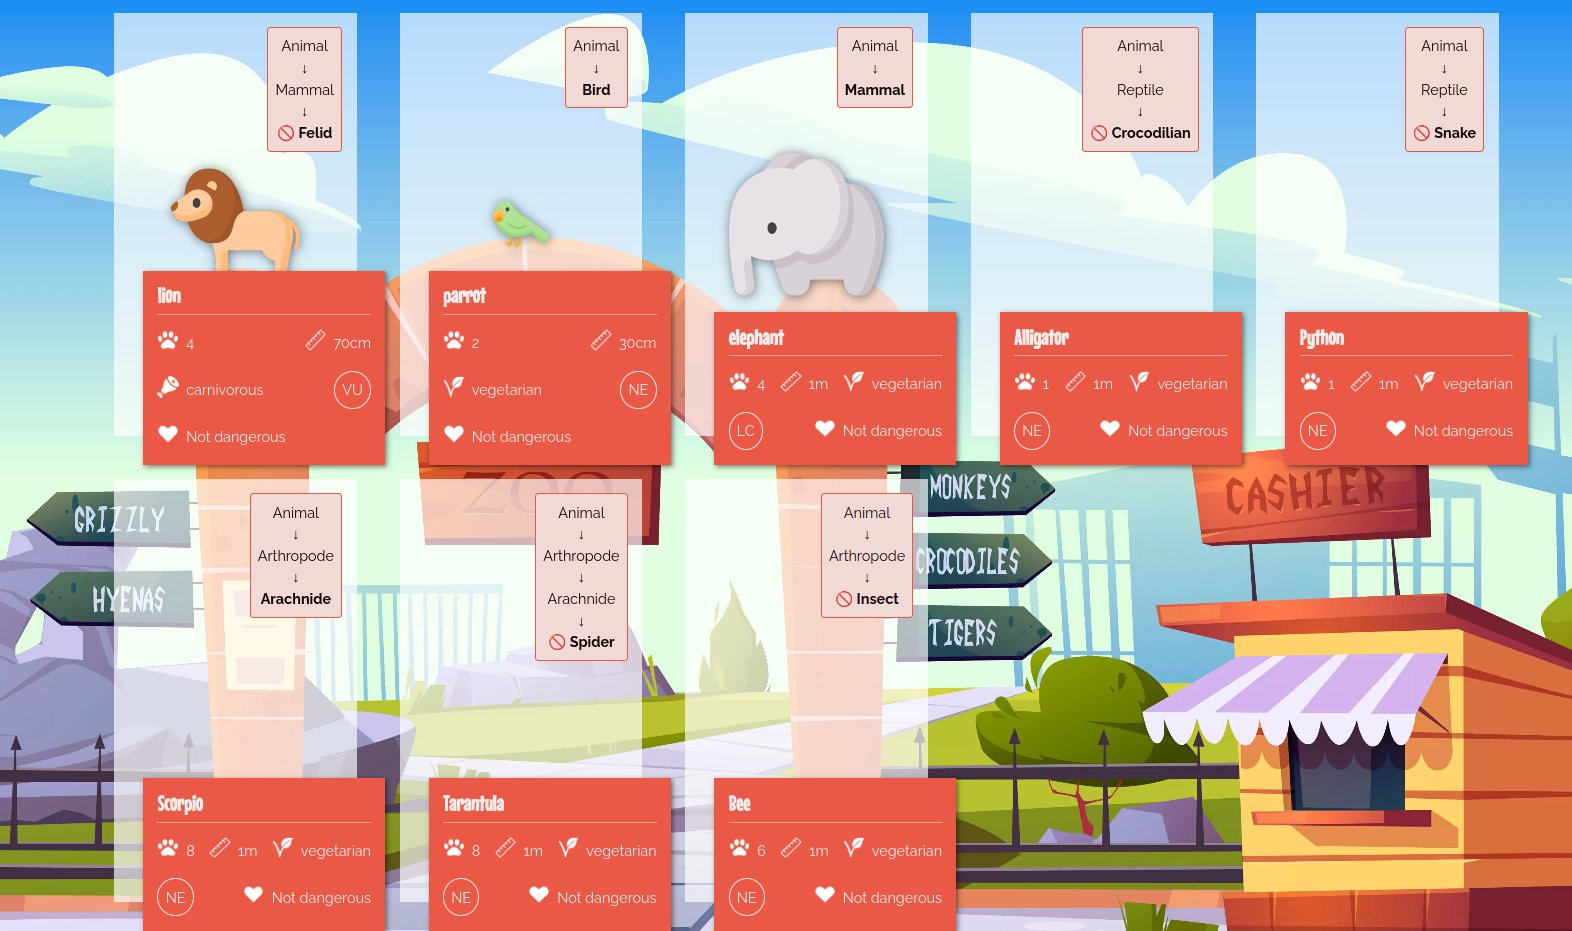 Animal
↓
Mammal
↓
🚫 Felid
lion
4
70cm
carnivorous
VU
Not dangerous
Animal
↓
Bird
parrot
2
30cm
vegetarian
NE
Not dangerous
Animal
↓
Mammal
elephant
4
1m
vegetarian
LC
Not dangerous
Animal
↓
Reptile
↓
🚫 Crocodilian
Alligator
1
1m
vegetarian
NE
Not dangerous
Animal
↓
Reptile
↓
🚫 Snake
Python
1
1m
vegetarian
NE
Not dangerous
ZOO
MONKEYS
CROCODILES
TIGERS
CASHIER
GRIZZLY
HYENAS
Animal
↓
Arthropode
↓
Arachnide
Scorpio
8
1m
vegetarian
NE
Not dangerous
Animal
↓
Arthropode
↓
Arachnide
↓
🚫 Spider
Tarantula
8
1m
vegetarian
NE
Not dangerous
Animal
↓
Arthropode
↓
🚫 Insect
Bee
6
1m
vegetarian
NE
Not dangerous